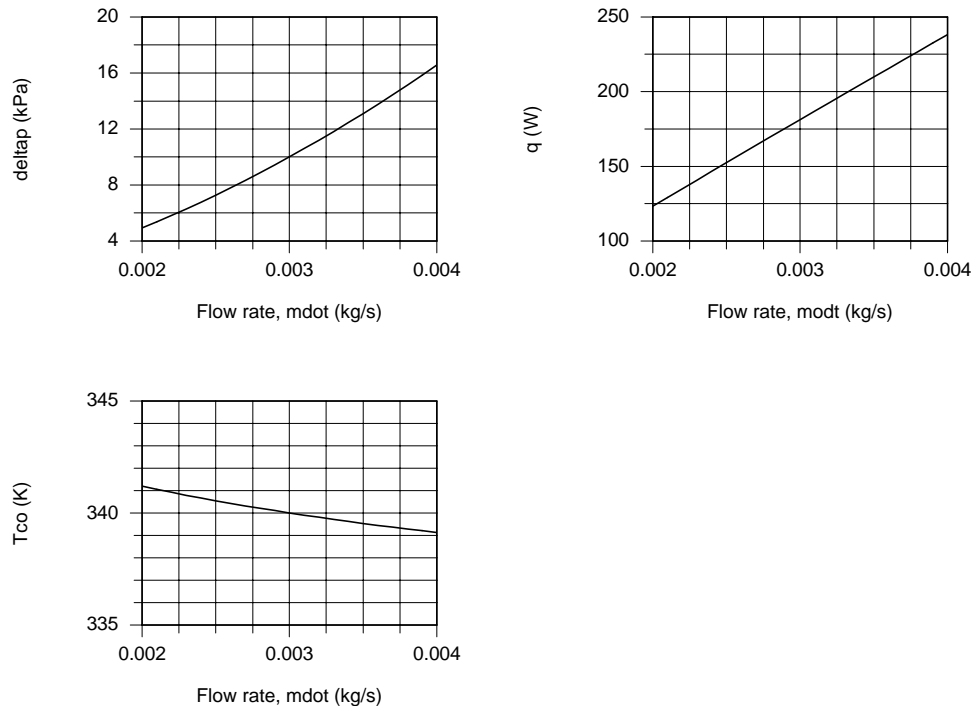 20
16
12
8
4
deltap (kPa)
0.002 0.003 0.004
Flow rate, mdot (kg/s)
250
200
150
100
q (W)
0.002 0.003 0.004
Flow rate, modt (kg/s)
345
340
335
Tco (K)
0.002 0.003 0.004
Flow rate, mdot (kg/s)